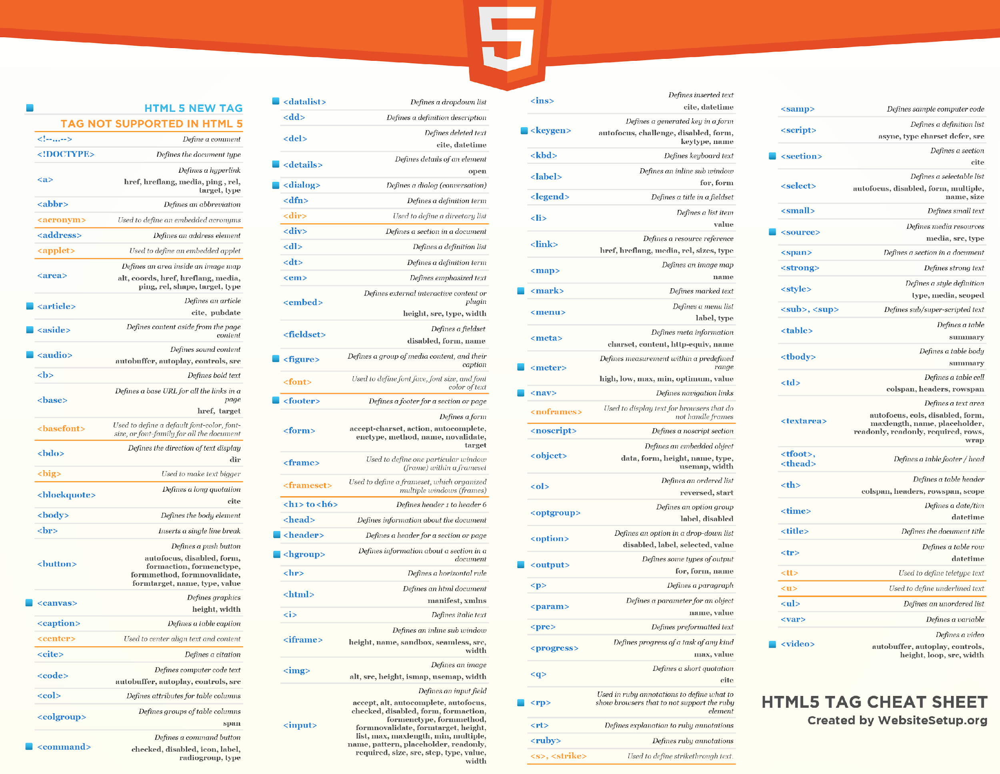 5
HTML 5 NEW TAG
TAG NOT SUPPORTED IN HTML 5
<!--...--> Define a comment
<!DOCTYPE> Defines the document type
<a> Defines a hyperlink
href, hreflang, media, ping , rel,
target, type
<abbr> Defines an abbreviation
<acronym> Used to define an embedded acronyms
<address> Defines an address element
<applet> Used to define an embedded applet
<area> Defines an area inside an image map
alt, coords, href, hreflang, media,
ping, rel, shape, target, type
<article> Defines an article
cite, pubdate
<aside> Defines content aside from the page
content
<audio> Defines sound content
autobuffer, autoplay, controls, src
<b> Defines bold text
<base> Defines a base URL for all the links in a
page
href, target
<basefont> Used to define a default font-color, font-
size, or font-family for all the document
<bdo> Defines the direction of text display
dir
<big> Used to make text bigger
<blockquote> Defines a long quotation
cite
<body> Defines the body element
<br> Inserts a single line break
<button> Defines a push button
autofocus, disabled, form,
formaction, formenctype,
formmethod, formnovalidate,
formtarget, name, type, value
<canvas> Defines graphics
height, width
<caption> Defines a table caption
<center> Used to center align text and content
<cite> Defines a citation
<code> Defines computer code text
autobuffer, autoplay, controls, src
<col> Defines attributes for table columns
<colgroup> Defines groups of table columns
span
<command> Defines a command button
checked, disabled, icon, label,
radiogroup, type
<datalist> Defines a dropdown list
<dd> Defines a definition description
<del> Defines deleted text
cite, datetime
<details> Defines details of an element
open
<dialog> Defines a dialog (conversation)
<dfn> Defines a definition term
<dir> Used to define a directory list
<div> Defines a section in a document
<dl> Defines a definition list
<dt> Defines a definition term
<em> Defines emphasized text
<embed> Defines external interactive content or
plugin
height, src, type, width
<fieldset> Defines a fieldset
disabled, form, name
<figure> Defines a group of media content, and their
caption
<font> Used to define font face, font size, and font
color of text
<footer> Defines a footer for a section or page
<form> Defines a form
accept-charset, action, autocomplete,
enctype, method, name, novalidate,
target
<frame> Used to define one particular window
(frame) within a frameset
<frameset> Used to define a frameset, which organized
multiple windows (frames)
<h1> to <h6> Defines header 1 to header 6
<head> Defines information about the document
<header> Defines a header for a section or page
<hgroup> Defines information about a section in a
document
<hr> Defines a horizontal rule
<html> Defines an html document
manifest, xmlns
<i> Defines italic text
<iframe> Defines an inline sub window
height, name, sandbox, seamless, src,
width
<img> Defines an image
alt, src, height, ismap, usemap, width
<input> Defines an input field
accept, alt, autocomplete, autofocus,
checked, disabled, form, formaction,
formenctype, formmethod,
formnovalidate, formtarget, height,
list, max, maxlength, min, multiple,
name, pattern, placeholder, readonly,
required, size, src, step, type, value,
width
<ins> Defines inserted text
cite, datetime
<keygen> Defines a generated key in a form
autofocus, challenge, disabled, form,
keytype, name
<kbd> Defines keyboard text
<label> Defines an inline sub window
for, form
<legend> Defines a title in a fieldset
<li> Defines a list item
value
<link> Defines a resource reference
href, hreflang, media, rel, sizes, type
<map> Defines an image map
name
<mark> Defines marked text
<menu> Defines a menu list
label, type
<meta> Defines meta information
charset, content, http-equiv, name
<meter> Defines measurement within a predefined
range
high, low, max, min, optimum, value
<nav> Defines navigation links
<noframes> Used to display text for browsers that do
not handle frames
<noscript> Defines a noscript section
<object> Defines an embedded object
data, form, height, name, type,
usemap, width
<ol> Defines an ordered list
reversed, start
<optgroup> Defines an option group
label, disabled
<option> Defines an option in a drop-down list
disabled, label, selected, value
<output> Defines some types of output
for, form, name
<p> Defines a paragraph
<param> Defines a parameter for an object
name, value
<pre> Defines preformatted text
<progress> Defines progress of a task of any kind
max, value
<q> Defines a short quotation
cite
<rp> Used in ruby annotations to define what to
show browsers that to not support the ruby
element
<rt> Defines explanation to ruby annotations
<ruby> Defines ruby annotations
<s>, <strike> Used to define strikethrough text.
<samp> Defines sample computer code
<script> Defines a definition list
async, type charset defer, src
<section> Defines a section
cite
<select> Defines a selectable list
autofocus, disabled, form, multiple,
name, size
<small> Defines small text
<source> Defines media resources
media, src, type
<span> Defines a section in a document
<strong> Defines strong text
<style> Defines a style definition
type, media, scoped
<sub>, <sup> Defines sub/super-scripted text
<table> Defines a table
summary
<tbody> Defines a table body
summary
<td> Defines a table cell
colspan, headers, rowspan
<textarea> Defines a text area
autofocus, cols, disabled, form,
maxlength, name, placeholder,
readonly, readonly, required, rows,
wrap
<tfoot>,
<thead> Defines a table footer / head
<th> Defines a table header
colspan, headers, rowspan, scope
<time> Defines a date/tim
datetime
<title> Defines the document title
<tr> Defines a table row
datetime
<tt> Used to define teletype text
<u> Used to define underlined text
<ul> Defines an unordered list
<var> Defines a variable
<video> Defines a video
autobuffer, autoplay, controls,
height, loop, src, width
HTML5 TAG CHEAT SHEET
Created by WebsiteSetup.org